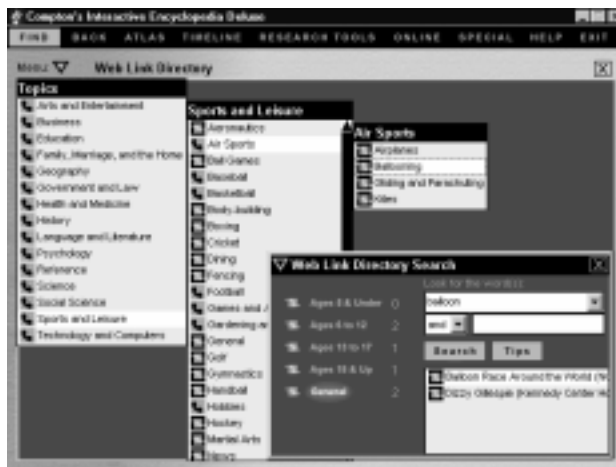 Compton's Interactive Encyclopedia Deluxe
FIND BACK ATLAS TIMELINE RESEARCH TOOLS ONLINE SPECIAL HELP EXIT
Menu Web Link Directory
Topics
Arts and Entertainment
Business
Education
Family, Marriage, and the Home
Geography
Government and Law
Health and Medicine
History
Language and Literature
Psychology
Reference
Science
Social Science
Sports and Leisure
Technology and Computers
Sports and Leisure
Aeronautics
Air Sports
Ball Games
Baseball
Basketball
Body-building
Boxing
Cricket
Dining
Fencing
Football
Games and
Gardening
General
Golf
Gymnastics
Handball
Hobbies
Hockey
Martial Arts
News
Air Sports
Airplanes
Ballooning
Gliding and Parachuting
Kites
Web Link Directory Search
Look for the word(s):
balloon
and
Search Tips
Ages 5 & Under 0
Ages 6 to 12 2
Ages 13 to 17 1
Ages 18 & Up 1
General 2
Balloon Race Around the World
Dizzy Gillespie (Kennedy Center